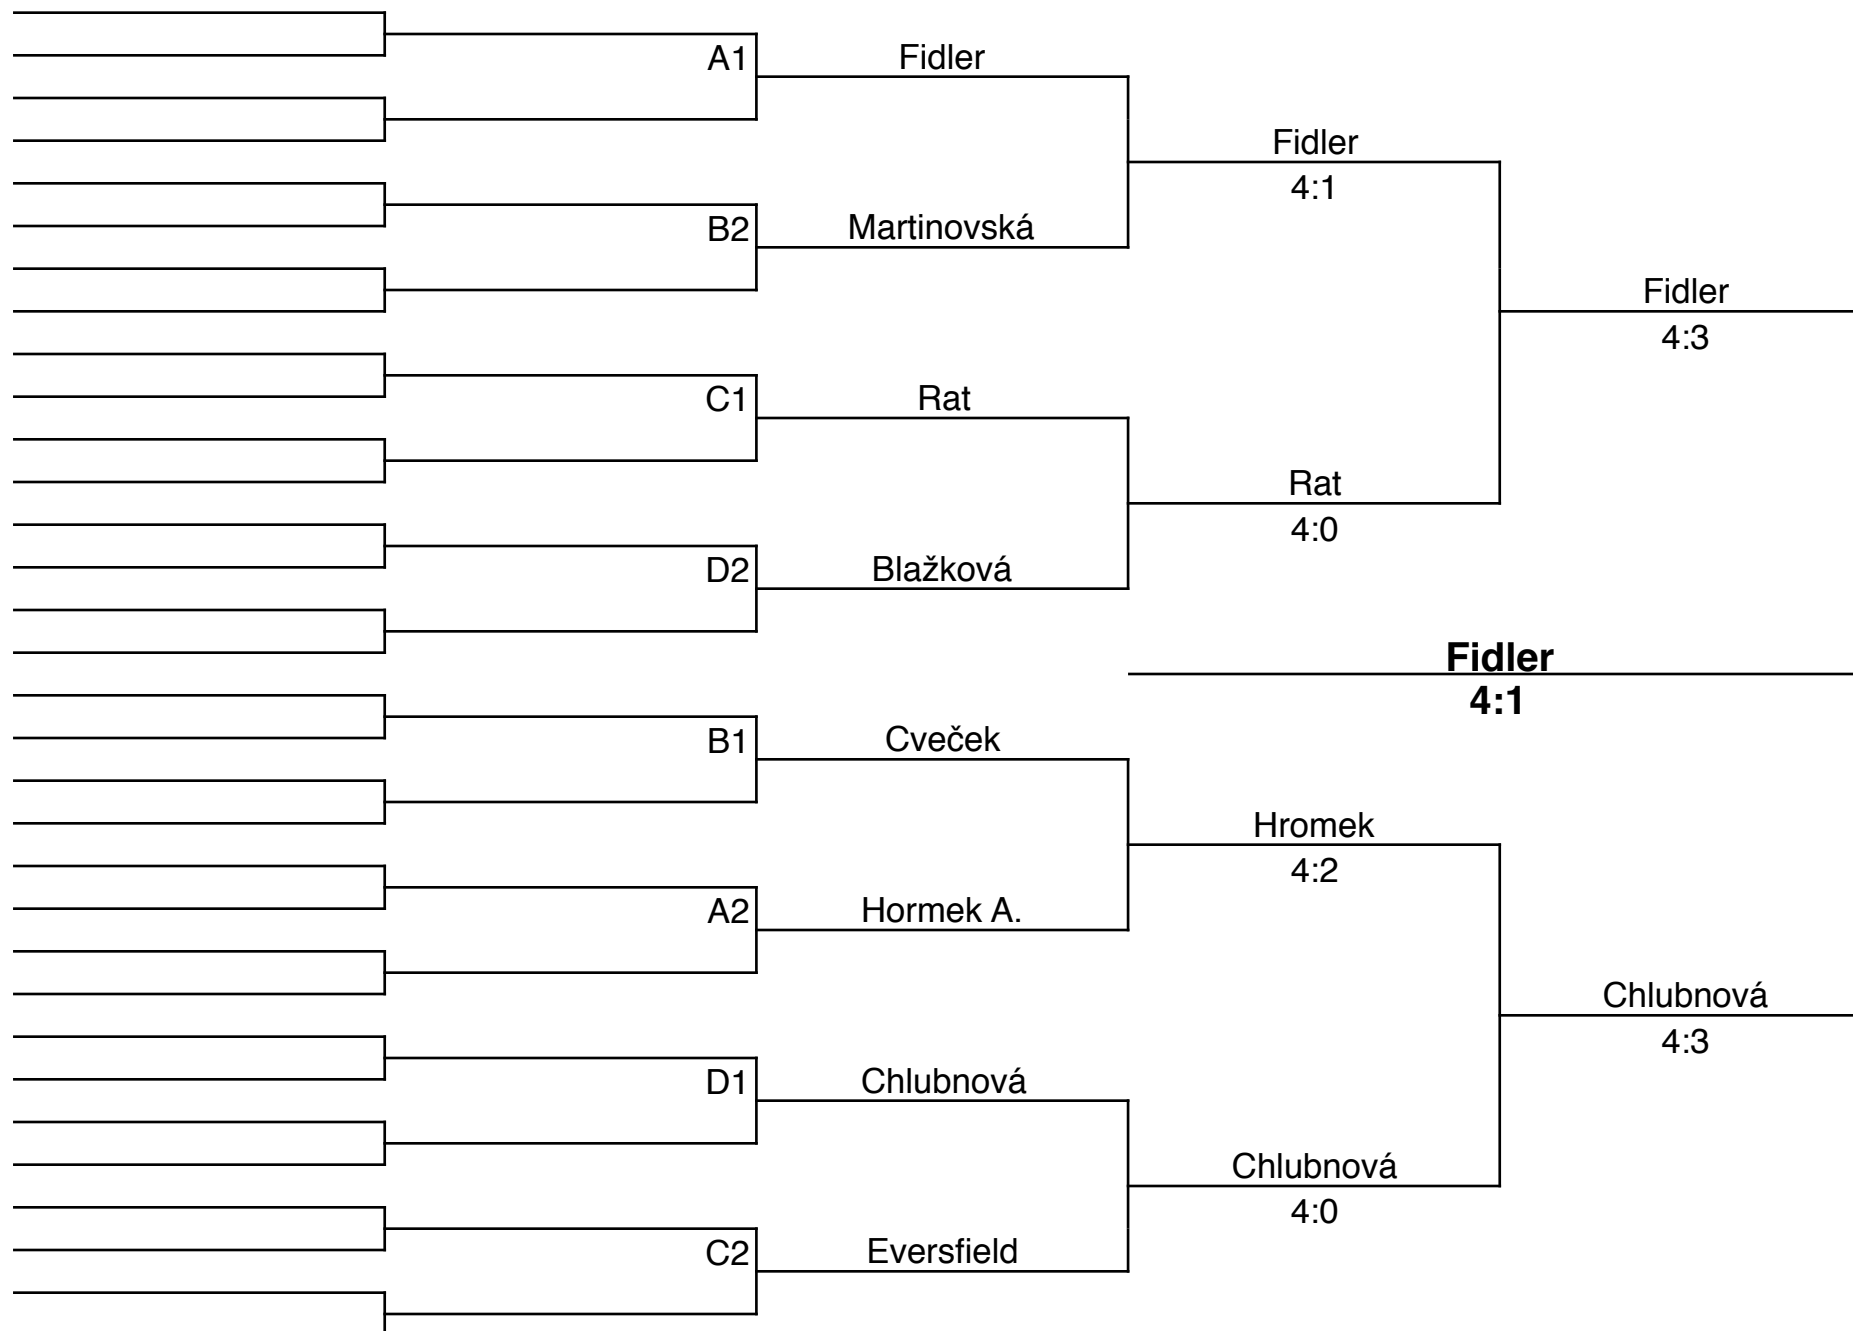 A1
Fidler
Fidler
4:1
B2
Martinovská
Fidler
4:3
C1
Rat
Rat
4:0
D2
Blažková
Fidler
4:1
B1
Cveček
Hromek
4:2
A2
Hormek A.
Chlubnová
4:3
D1
Chlubnová
Chlubnová
4:0
C2
Eversfield